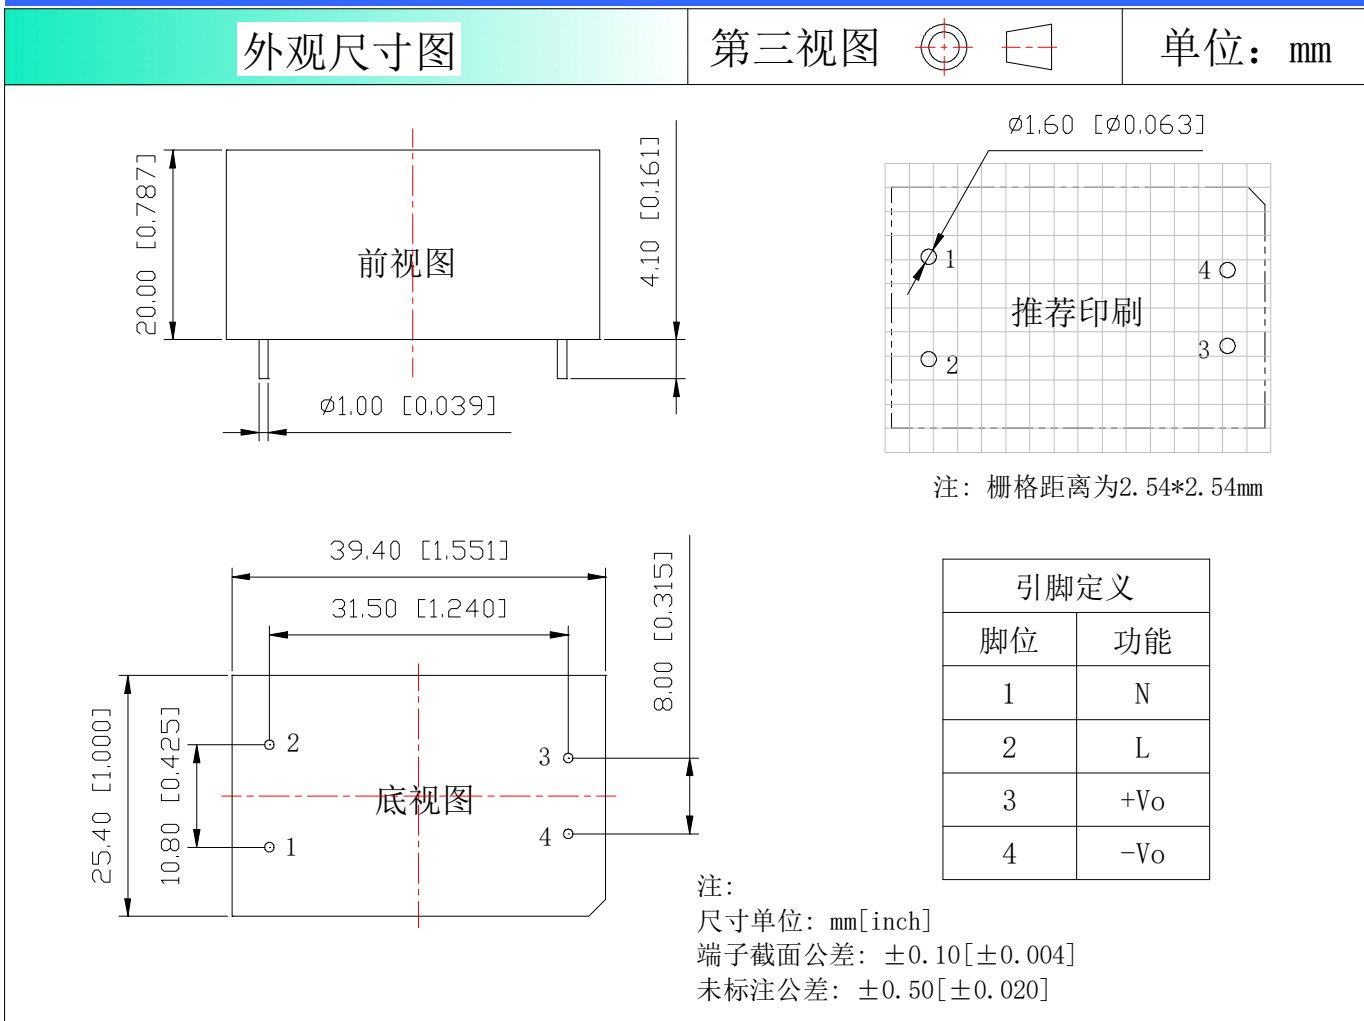 外观尺寸图
第三视图
单位：mm
20.00 [0.787]
前视图
4.10 [0.161]
ø1.00 [0.039]
ø1.60 [ø0.063]
1
4
推荐印刷
3
2
注: 栅格距离为2.54*2.54mm
39.40 [1.551]
31.50 [1.240]
8.00 [0.315]
25.40 [1.000]
10.80 [0.425]
2
3
底视图
1
4
引脚定义
脚位 功能
1 N
2 L
3 +Vo
4 −Vo
注:
尺寸单位: mm[inch]
端子截面公差: ±0.10[±0.004]
未标注公差: ±0.50[±0.020]